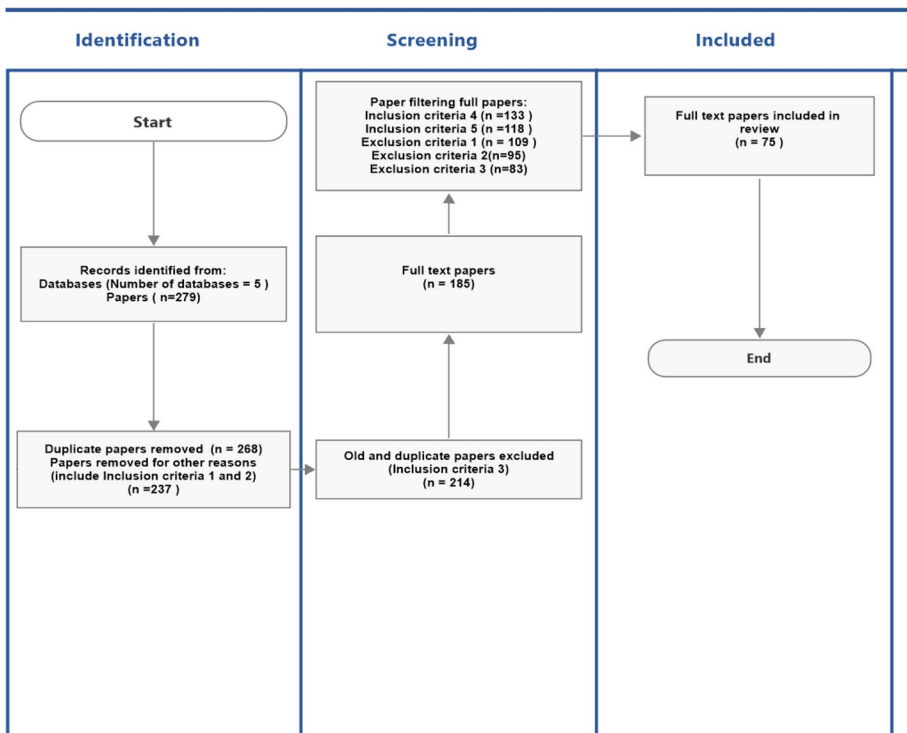 Identification
Screening
Included
Start
Records identified from:
Databases (Number of databases = 5 )
Papers ( n=279)
Duplicate papers removed  (n = 268)
Papers removed for other reasons
(include Inclusion criteria 1 and 2)
(n =237 )
Paper filtering full papers:
Inclusion criteria 4 (n =133 )
Inclusion criteria 5 (n =118 )
Exclusion criteria 1 (n = 109 )
Exclusion criteria 2(n=95)
Exclusion criteria 3 (n=83)
Full text papers
(n = 185)
Old and duplicate papers excluded
(Inclusion criteria 3)
(n = 214)
Full text papers included in
review
(n = 75 )
End